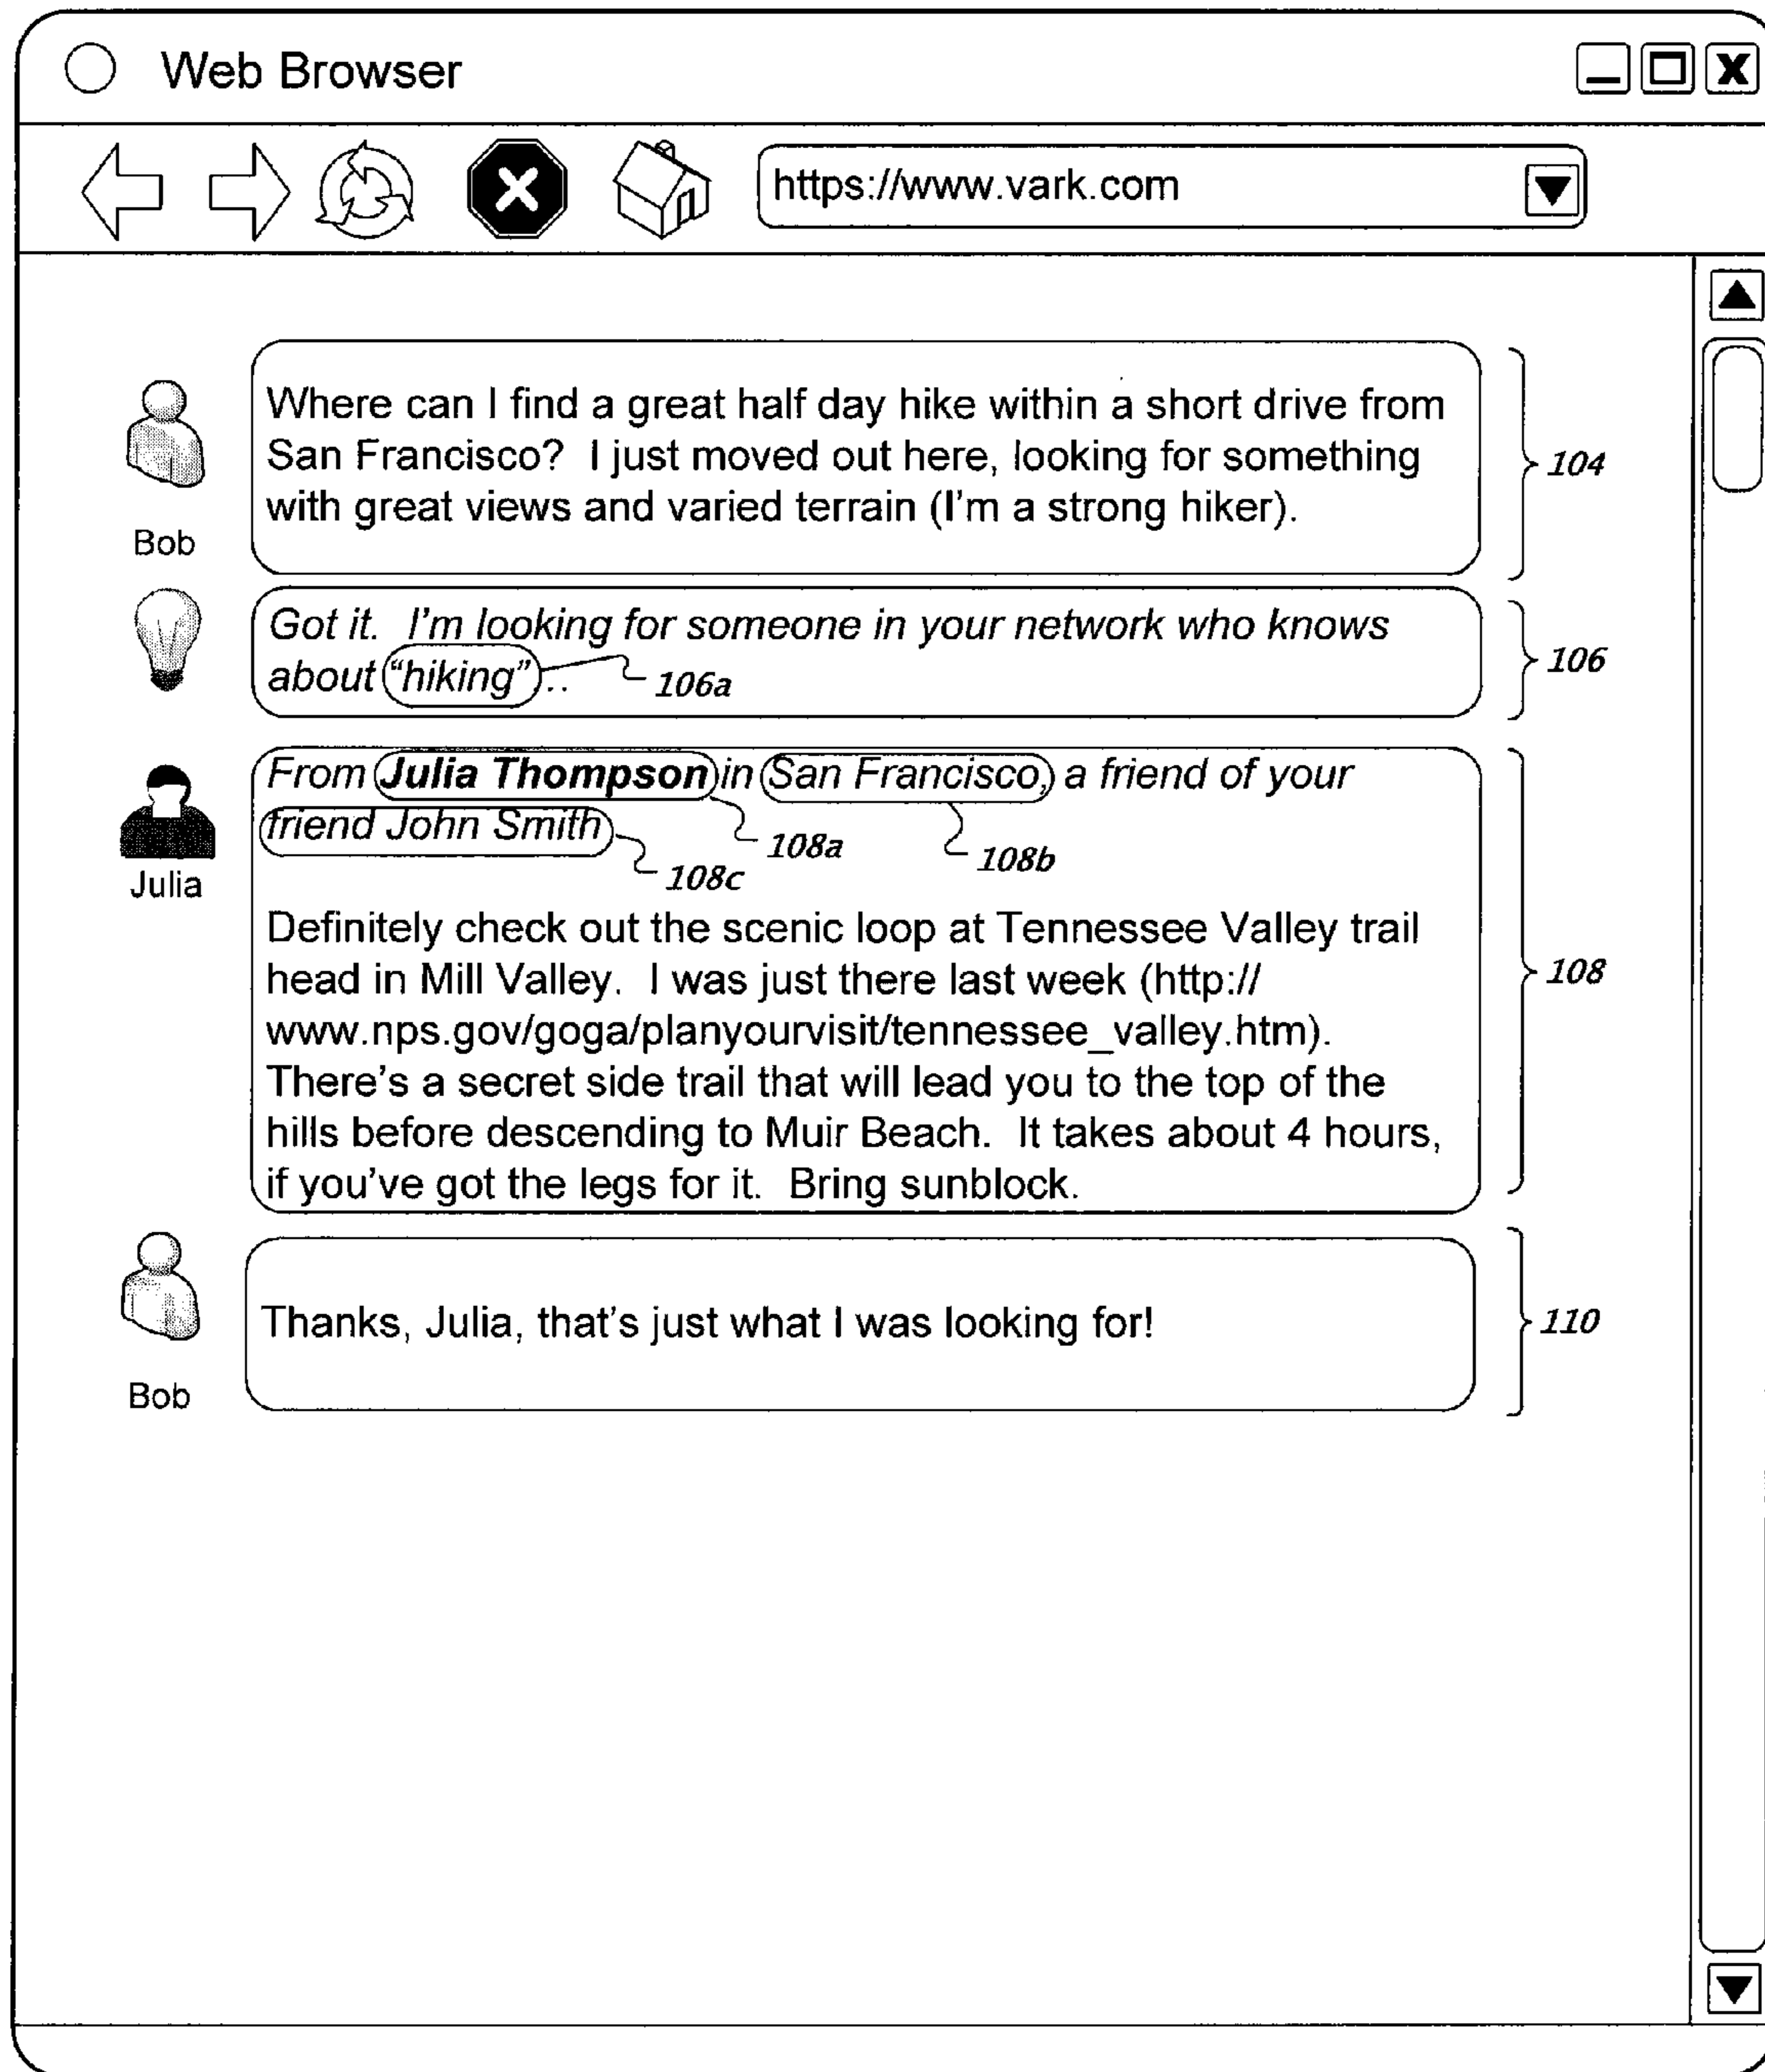 Web Browser
https://www.vark.com
Where can I find a great half day hike within a short drive from
San Francisco?  I just moved out here, looking for something
with great views and varied terrain (I'm a strong hiker).
104
Bob
Got it.  I'm looking for someone in your network who knows
about “hiking”...
106a
106
From Julia Thompson in San Francisco, a friend of your
friend John Smith
108a
108b
108c
Julia
Definitely check out the scenic loop at Tennessee Valley trail
head in Mill Valley.  I was just there last week (http://
www.nps.gov/goga/planyourvisit/tennessee_valley.htm).
There's a secret side trail that will lead you to the top of the
hills before descending to Muir Beach.  It takes about 4 hours,
if you've got the legs for it.  Bring sunblock.
108
Thanks, Julia, that's just what I was looking for!
110
Bob